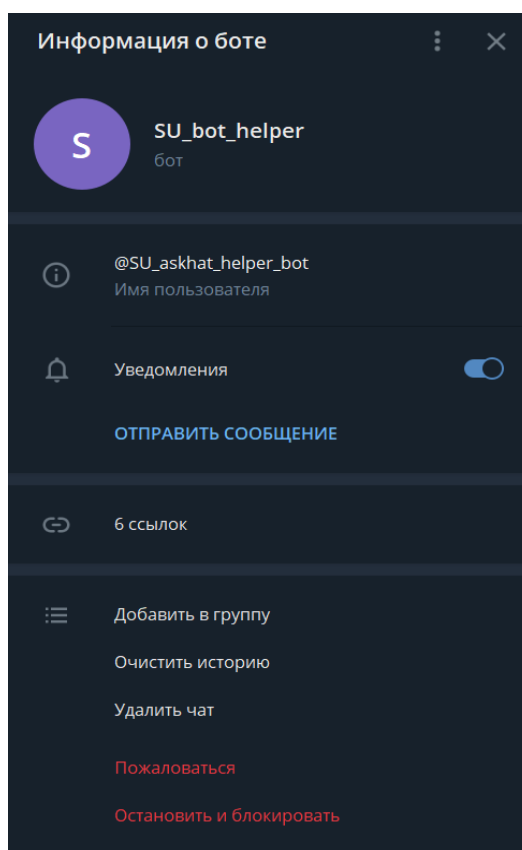 Информация о боте
S
SU_bot_helper
бот
@SU_askhat_helper_bot
Имя пользователя
Уведомления
ОТПРАВИТЬ СООБЩЕНИЕ
6 ссылок
Добавить в группу
Очистить историю
Удалить чат
Пожаловаться
Остановить и блокировать